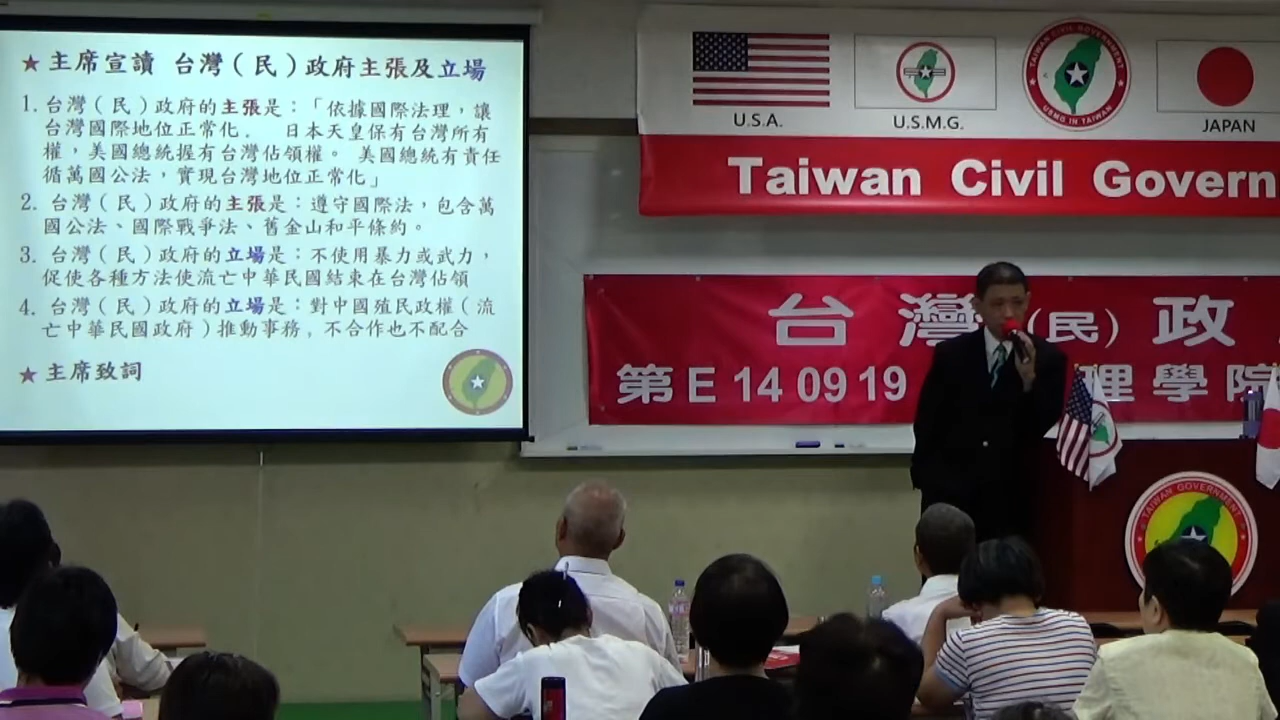 ★ 主席宣讀 台灣(民)政府主張及立場
1. 台灣(民)政府的主張是:「依據國際法理,讓
台灣國際地位正常化. 日本天皇保有台灣所有
權,美國總統握有台灣佔領權。 美國總統有責任
循萬國公法,實現台灣地位正常化」
2. 台灣(民)政府的主張是:遵守國際法,包含萬
國公法、國際戰爭法、舊金山和平條約。
3. 台灣(民)政府的立場是:不使用暴力或武力,
促使各種方法使流亡中華民國結束在台灣佔領
4. 台灣(民)政府的立場是:對中國殖民政權(流
亡中華民國政府)推動事務,不合作也不配合
★ 主席致詞
U.S.A.
U.S.M.G.
TAIWAN CIVIL GOVERNMENT
USMG IN TAIWAN
JAPAN
Taiwan Civil Govern
台灣(民)政
第E 14 09 19
理學院
TAIWAN GOVERNMENT